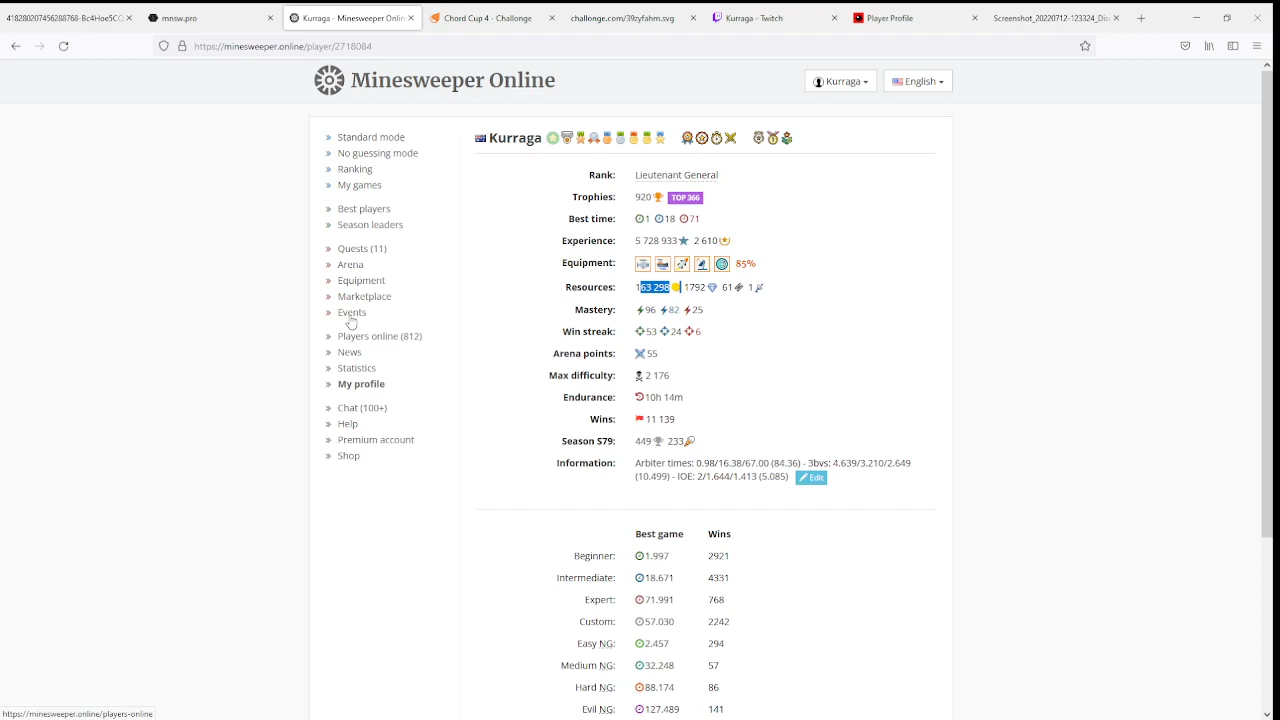 418280207456288768-B4HoeSCC
mnsw.pro
Kurraga - Minesweeper Onlin
Chord Cup 4 - Challonge
challonge.com/39zyfahm.svg
Kurraga - Twitch
Player Profile
Screenshot_20220712-123324_Dis
https://minesweeper.online/player/2718084
Minesweeper Online
Kurraga
English
Standard mode
No guessing mode
Ranking
My games
Best players
Season leaders
Quests (11)
Arena
Equipment
Marketplace
Events
Players online (812)
News
Statistics
My profile
Chat (100+)
Help
Premium account
Shop
Kurraga
Rank: Lieutenant General
Trophies: 920 TOP 366
Best time: 1 18 71
Experience: 5 728 933 2 610
Equipment: 85%
Resources: 163 298 1792 61 1
Mastery: 96 82 25
Win streak: 53 24 6
Arena points: 55
Max difficulty: 2 176
Endurance: 10h 14m
Wins: 11 139
Season S79: 449 233
Information: Arbiter times: 0.98/16.38/67.00 (84.36) - 3bvs: 4.639/3.210/2.649
(10.499) - IOE: 2/1.644/1.413 (5.085) Edit
Best game Wins
Beginner: 1.997 2921
Intermediate: 18.671 4331
Expert: 71.991 768
Custom: 57.030 2242
Easy NG: 2.457 294
Medium NG: 32.248 57
Hard NG: 88.174 86
Evil NG: 127.489 141
https://minesweeper.online/players-online